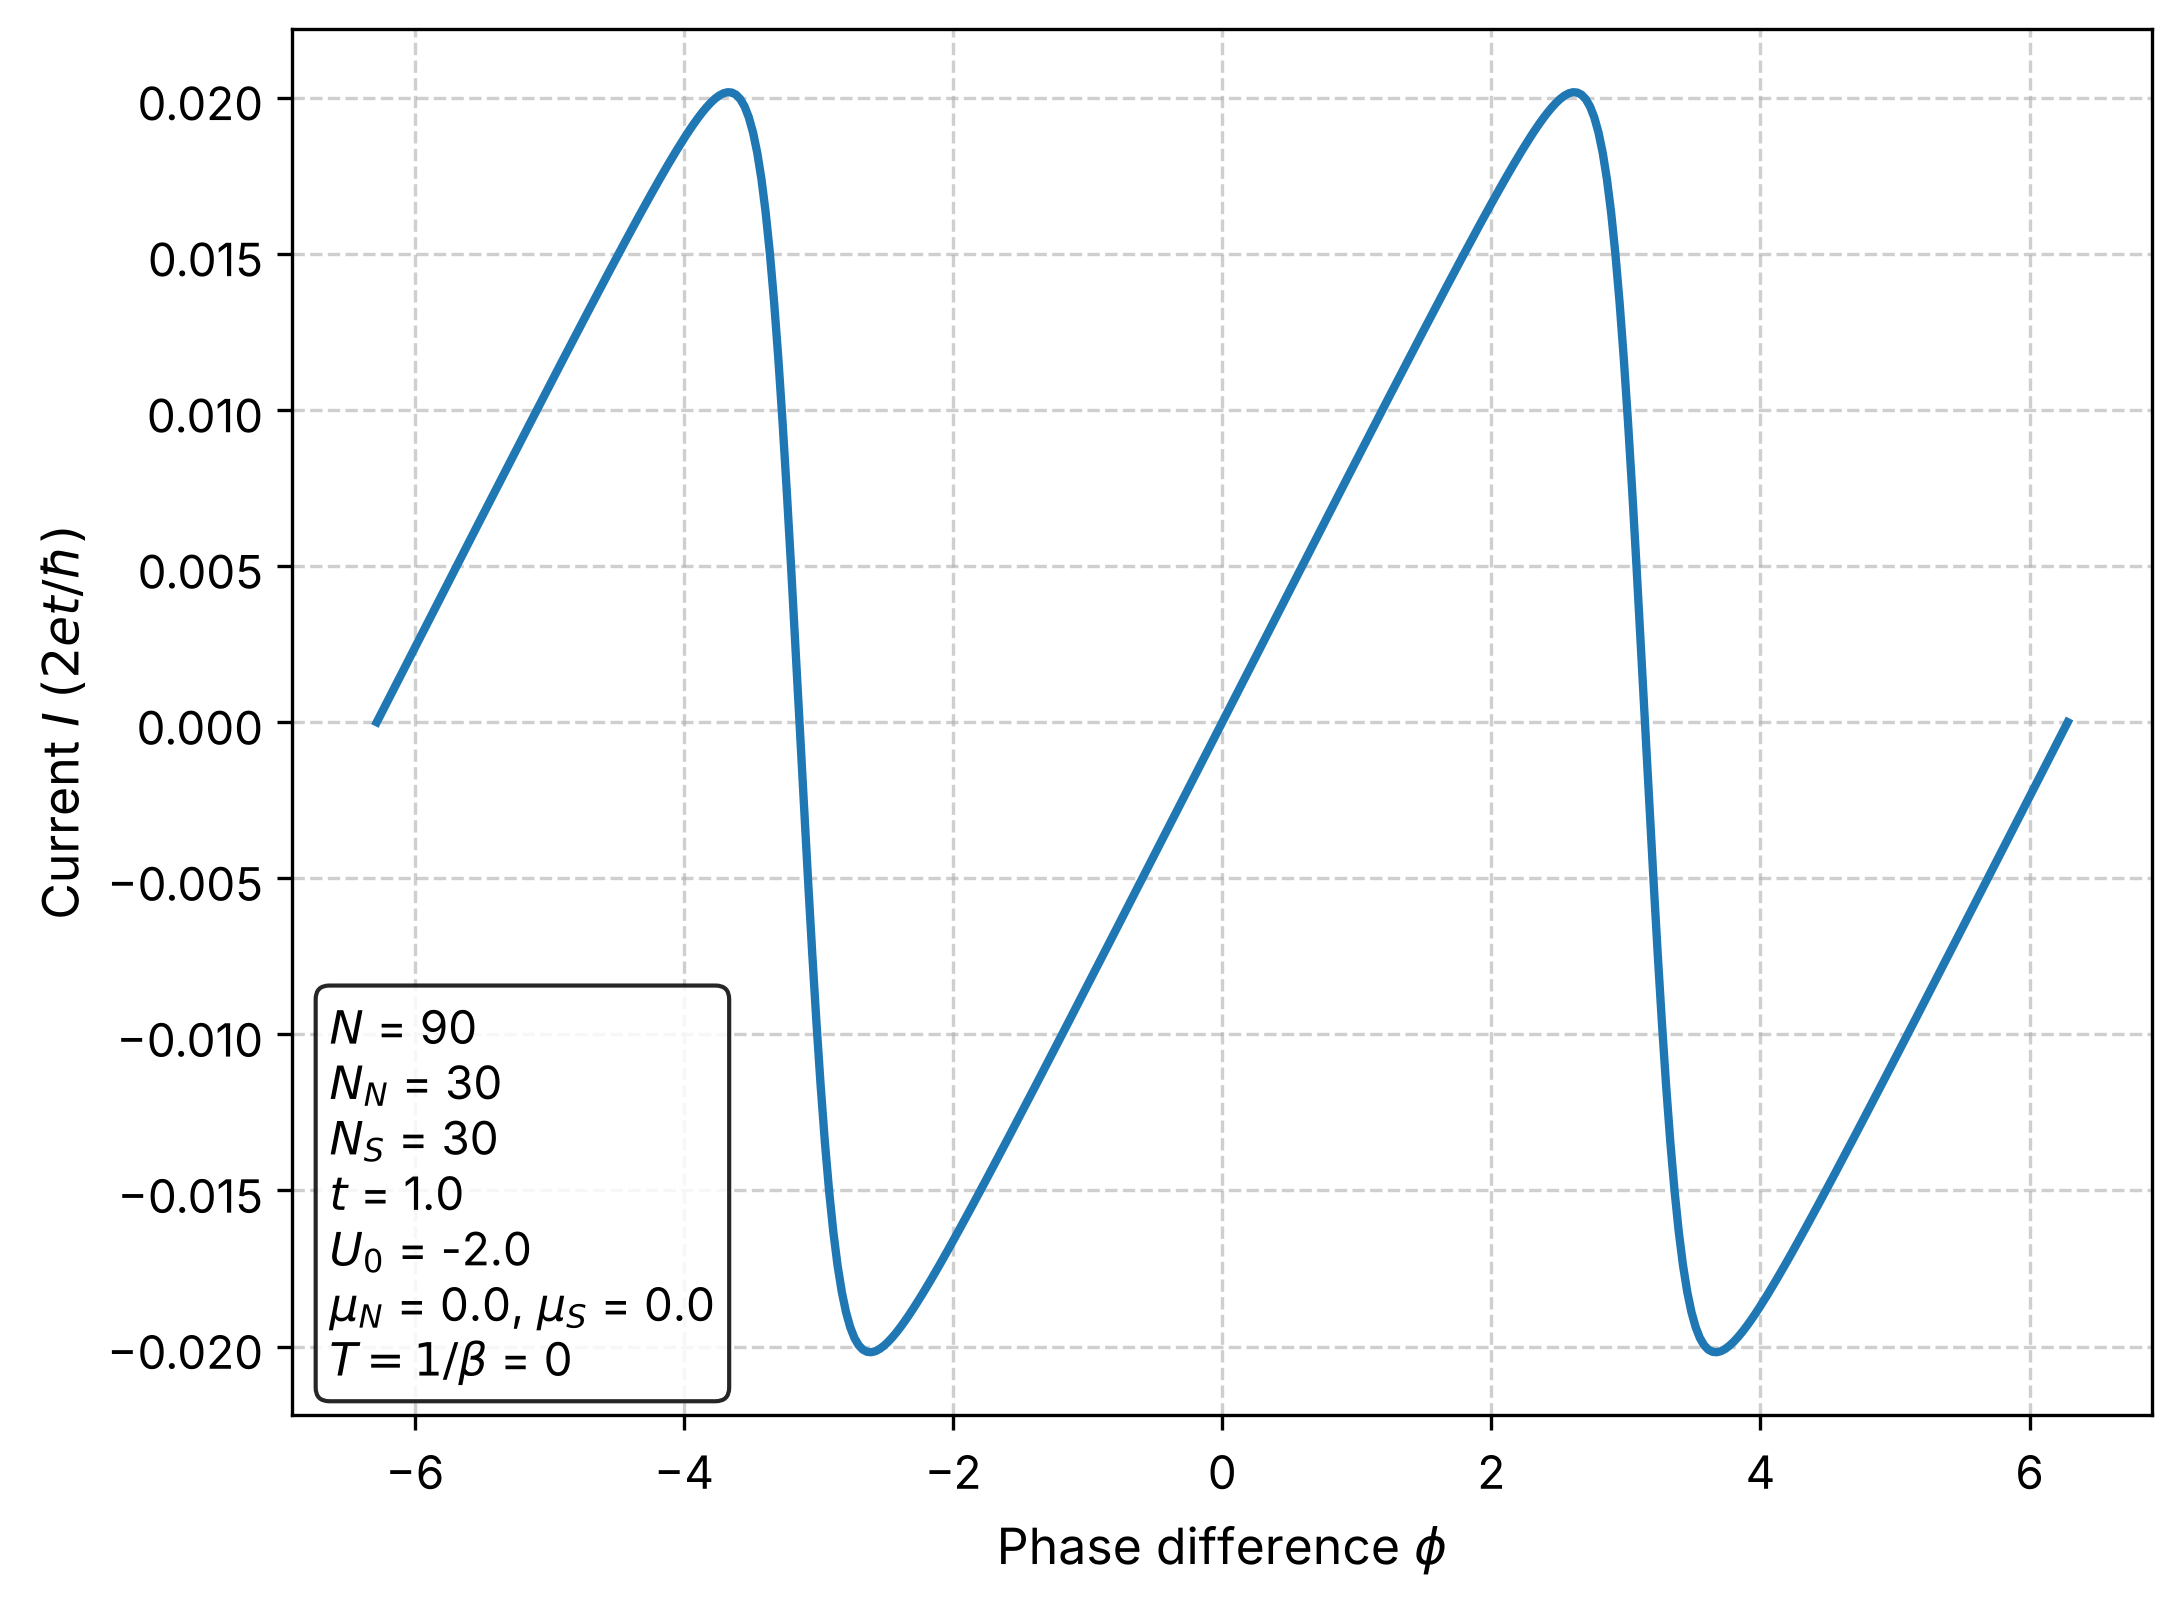 0.020
0.015
0.010
0.005
0.000
−0.005
−0.010
−0.015
−0.020
Current I (2et/ℏ)
N = 90
N_N = 30
N_S = 30
t = 1.0
U_0 = -2.0
μ_N = 0.0, μ_S = 0.0
T = 1/β = 0
−6 −4 −2 0 2 4 6
Phase difference ϕ